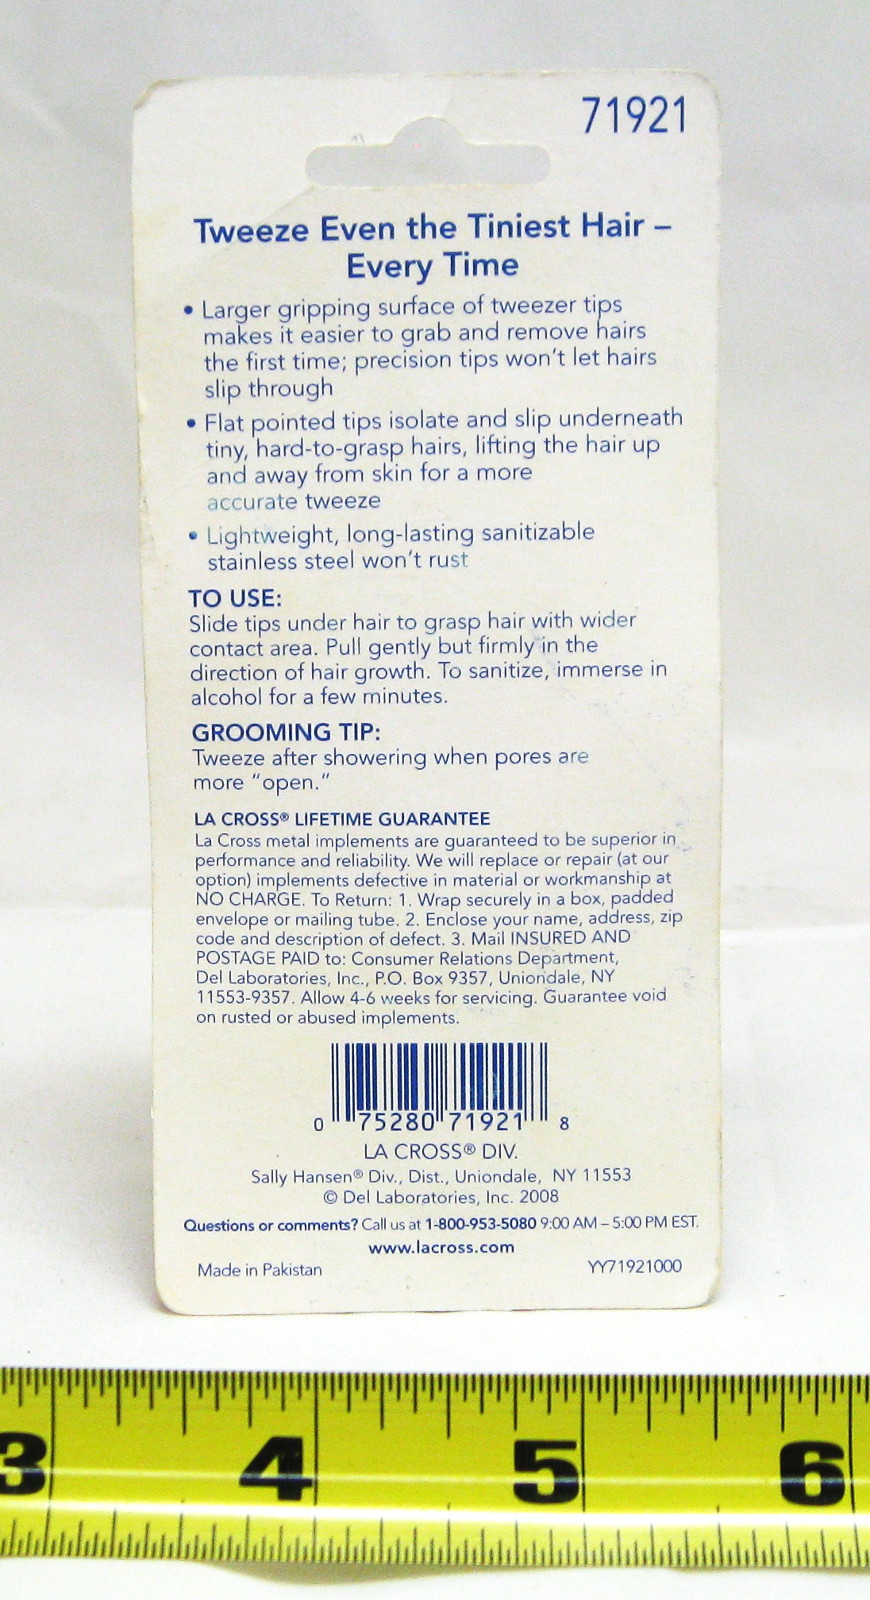 71921
Tweeze Even the Tiniest Hair –
Every Time
• Larger gripping surface of tweezer tips
makes it easier to grab and remove hairs
the first time; precision tips won't let hairs
slip through
• Flat pointed tips isolate and slip underneath
tiny, hard-to-grasp hairs, lifting the hair up
and away from skin for a more
accurate tweeze
• Lightweight, long-lasting sanitizable
stainless steel won't rust
TO USE:
Slide tips under hair to grasp hair with wider
contact area. Pull gently but firmly in the
direction of hair growth. To sanitize, immerse in
alcohol for a few minutes.
GROOMING TIP:
Tweeze after showering when pores are
more "open."
LA CROSS® LIFETIME GUARANTEE
La Cross metal implements are guaranteed to be superior in
performance and reliability. We will replace or repair (at our
option) implements defective in material or workmanship at
NO CHARGE. To Return: 1. Wrap securely in a box, padded
envelope or mailing tube. 2. Enclose your name, address, zip
code and description of defect. 3. Mail INSURED AND
POSTAGE PAID to: Consumer Relations Department,
Del Laboratories, Inc., P.O. Box 9357, Uniondale, NY
11553-9357. Allow 4-6 weeks for servicing. Guarantee void
on rusted or abused implements.
0 75280 71921 8
LA CROSS® DIV.
Sally Hansen® Div., Dist., Uniondale, NY 11553
© Del Laboratories, Inc. 2008
Questions or comments? Call us at 1-800-953-5080 9:00 AM – 5:00 PM EST.
www.lacross.com
Made in Pakistan YY71921000
3 4 5 6